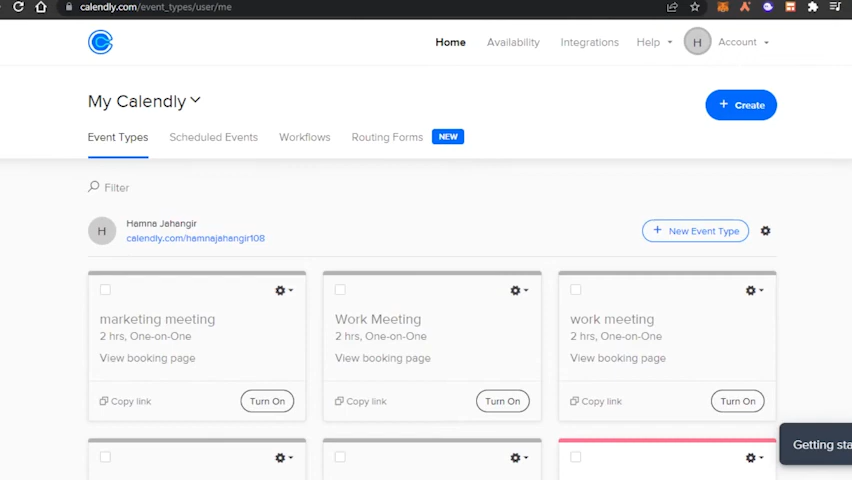 calendly.com/event_types/user/me
Home Availability Integrations Help H Account
My Calendly
+ Create
Event Types Scheduled Events Workflows Routing Forms NEW
Filter
Hamna Jahangir
H
calendly.com/hamnajahangir108
+ New Event Type
marketing meeting
2 hrs, One-on-One
View booking page
Copy link Turn On
Work Meeting
2 hrs, One-on-One
View booking page
Copy link Turn On
work meeting
2 hrs, One-on-One
View booking page
Copy link Turn On
Getting sta